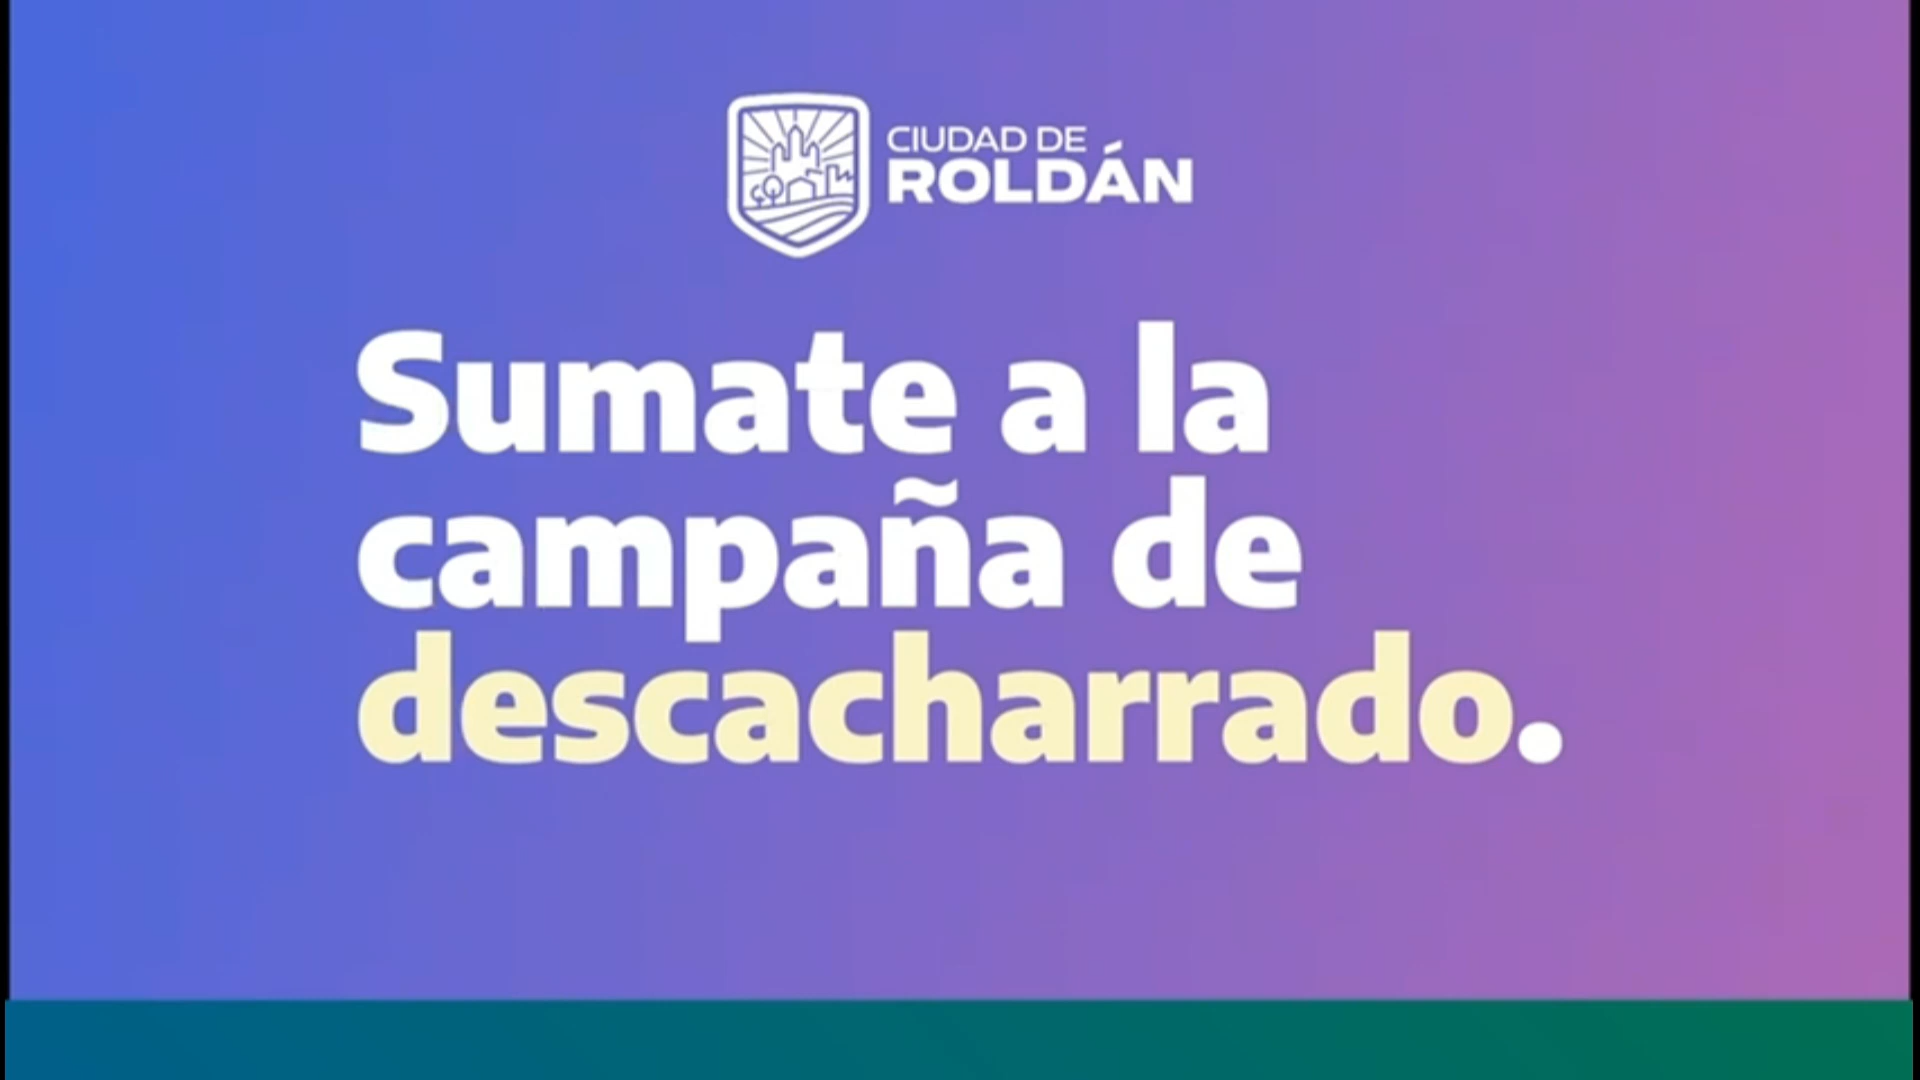 CIUDAD DE
ROLDÁN
Sumate a la
campaña de
descacharrado.